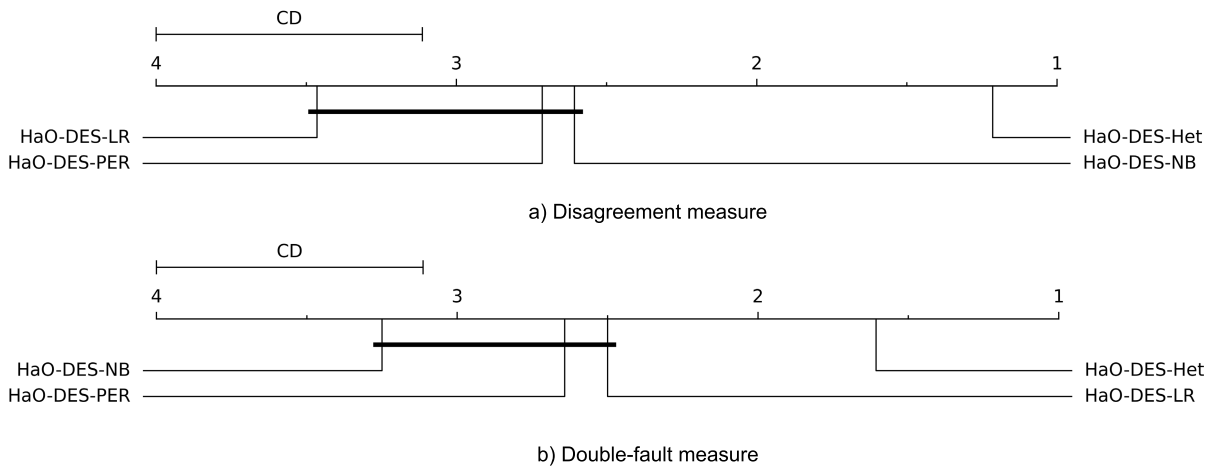 CD
4 3 2 1
HaO-DES-LR HaO-DES-Het
HaO-DES-PER HaO-DES-NB
a) Disagreement measure
CD
4 3 2 1
HaO-DES-NB HaO-DES-Het
HaO-DES-PER HaO-DES-LR
b) Double-fault measure